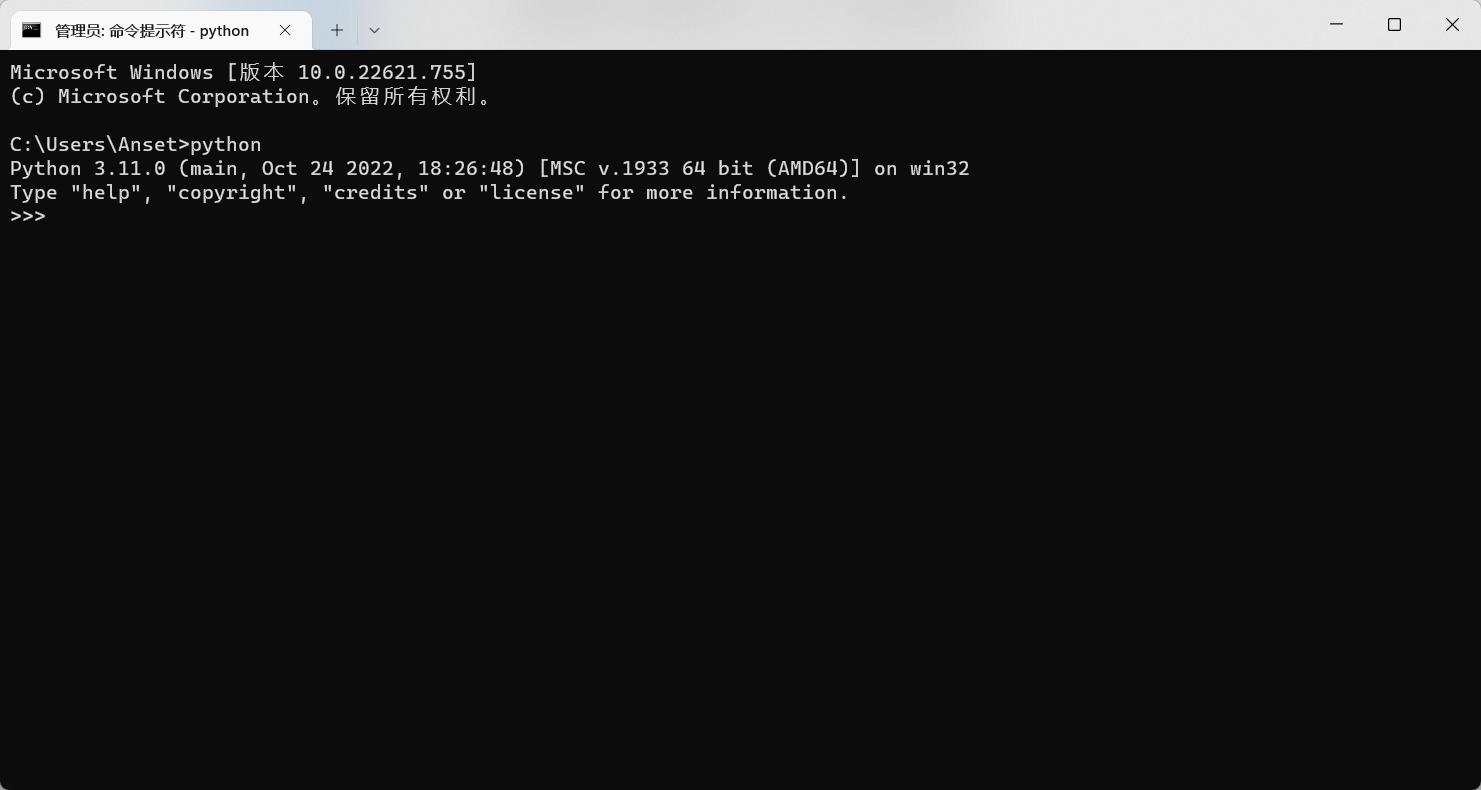 管理员: 命令提示符 - python
Microsoft Windows [版本 10.0.22621.755]
(c) Microsoft Corporation。保留所有权利。
C:\Users\Anset>python
Python 3.11.0 (main, Oct 24 2022, 18:26:48) [MSC v.1933 64 bit (AMD64)] on win32
Type "help", "copyright", "credits" or "license" for more information.
>>>